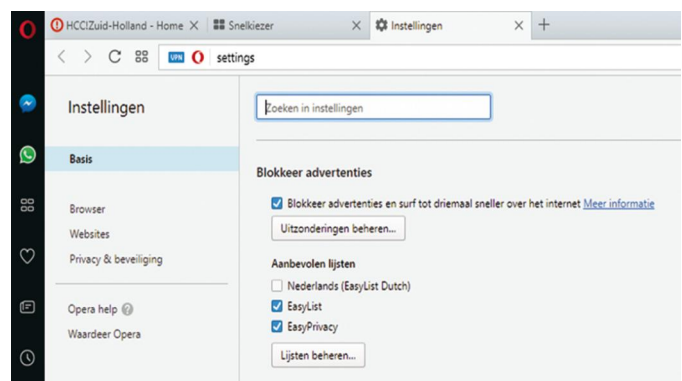 HCC!Zuid-Holland - Home
Snelkiezer
Instellingen
VPN
settings
Instellingen
Basis
Browser
Websites
Privacy & beveiliging
Opera help
Waardeer Opera
Zoeken in instellingen
Blokkeer advertenties
Blokkeer advertenties en surf tot driemaal sneller over het internet Meer informatie
Uitzonderingen beheren...
Aanbevolen lijsten
Nederlands (EasyList Dutch)
EasyList
EasyPrivacy
Lijsten beheren...